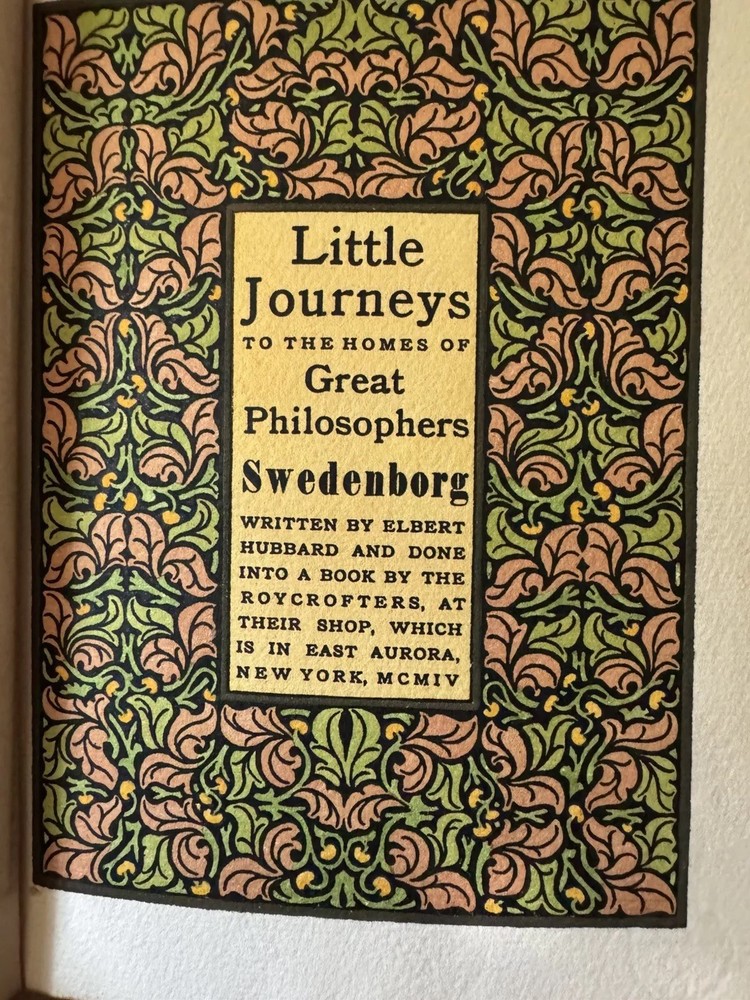 Little
Journeys
TO THE HOMES OF
Great
Philosophers
Swedenborg
WRITTEN BY ELBERT
HUBBARD AND DONE
INTO A BOOK BY THE
ROYCROFTERS, AT
THEIR SHOP, WHICH
IS IN EAST AURORA,
NEW YORK, MCMIV